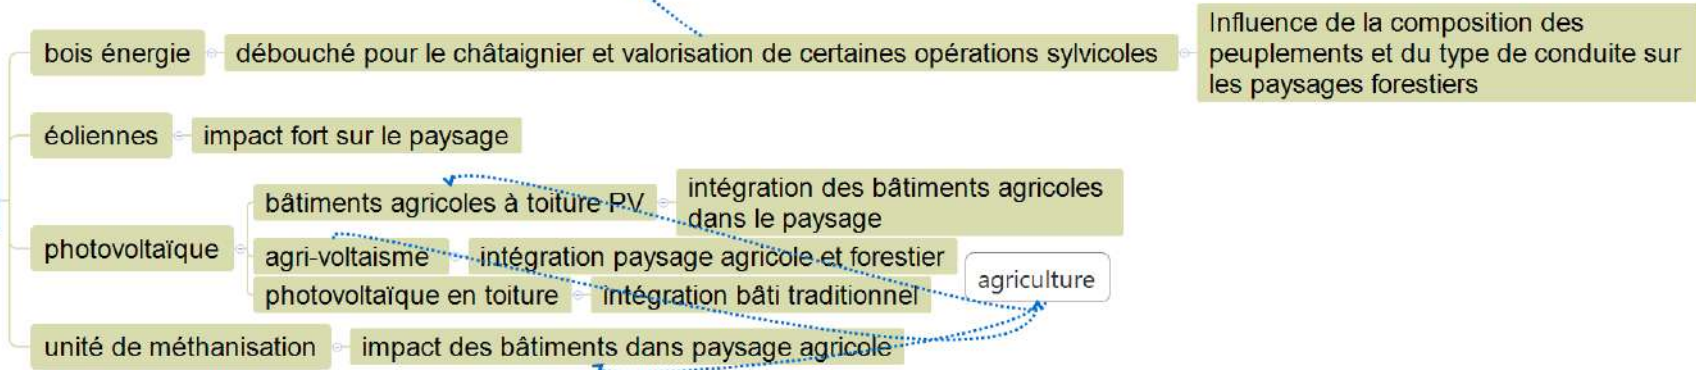 bois énergie
débouché pour le châtaignier et valorisation de certaines opérations sylvicoles
Influence de la composition des
peuplements et du type de conduite sur
les paysages forestiers
éoliennes
impact fort sur le paysage
photovoltaïque
bâtiments agricoles à toiture PV
intégration des bâtiments agricoles
dans le paysage
agri-voltaisme
intégration paysage agricole et forestier
agriculture
photovoltaïque en toiture
intégration bâti traditionnel
unité de méthanisation
impact des bâtiments dans paysage agricole